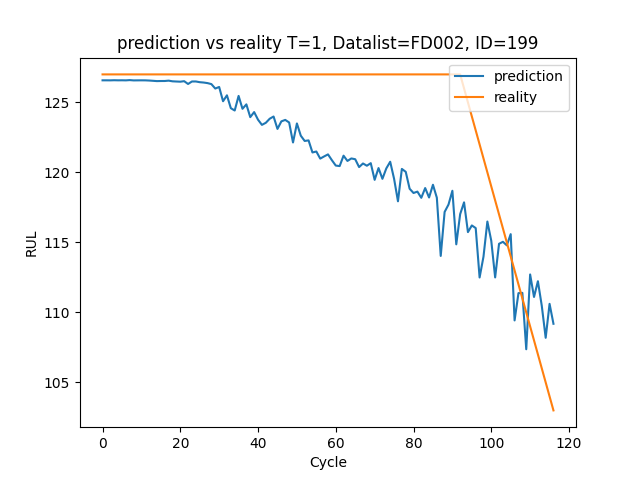 prediction vs reality T=1, Datalist=FD002, ID=199
prediction
reality
RUL
125
120
115
110
105
0 20 40 60 80 100 120
Cycle